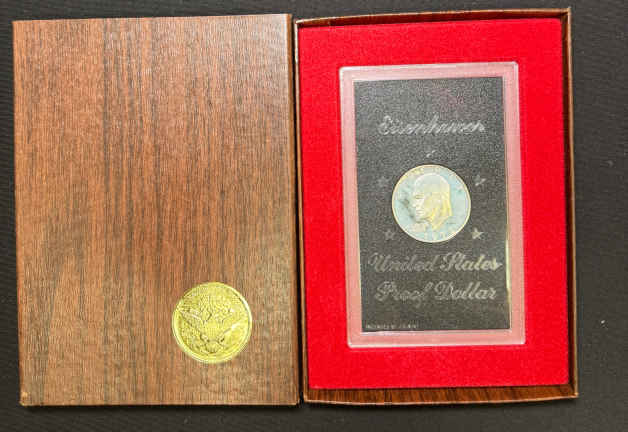 Eisenhower
United States
Proof Dollar